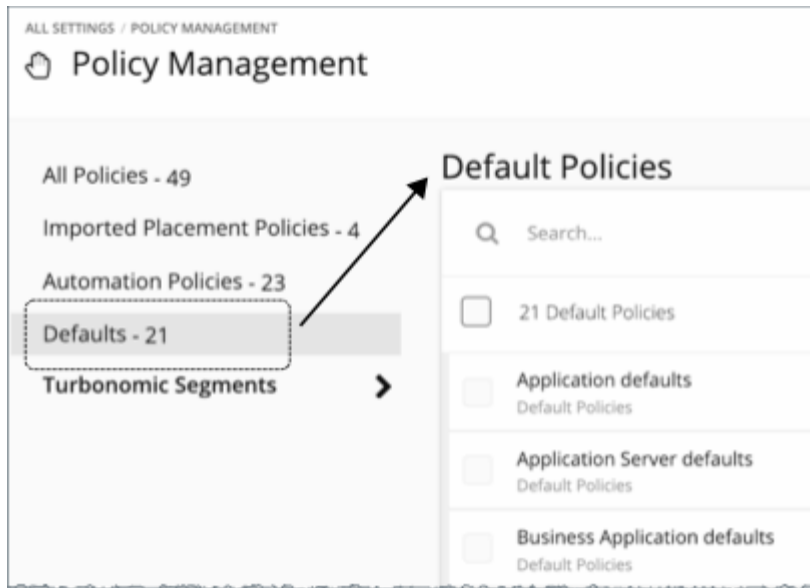 ALL SETTINGS / POLICY MANAGEMENT
Policy Management
All Policies - 49
Imported Placement Policies - 4
Automation Policies - 23
Defaults - 21
Turbonomic Segments
Default Policies
Search...
21 Default Policies
Application defaults
Default Policies
Application Server defaults
Default Policies
Business Application defaults
Default Policies